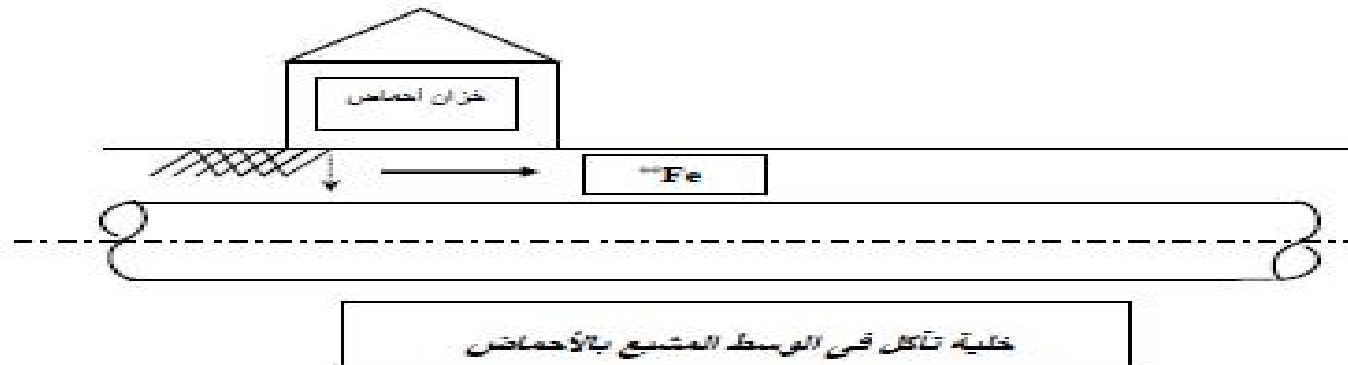 خزان أحماض
++Fe
خلية تآكل في الوسط المشبع بالأحماض